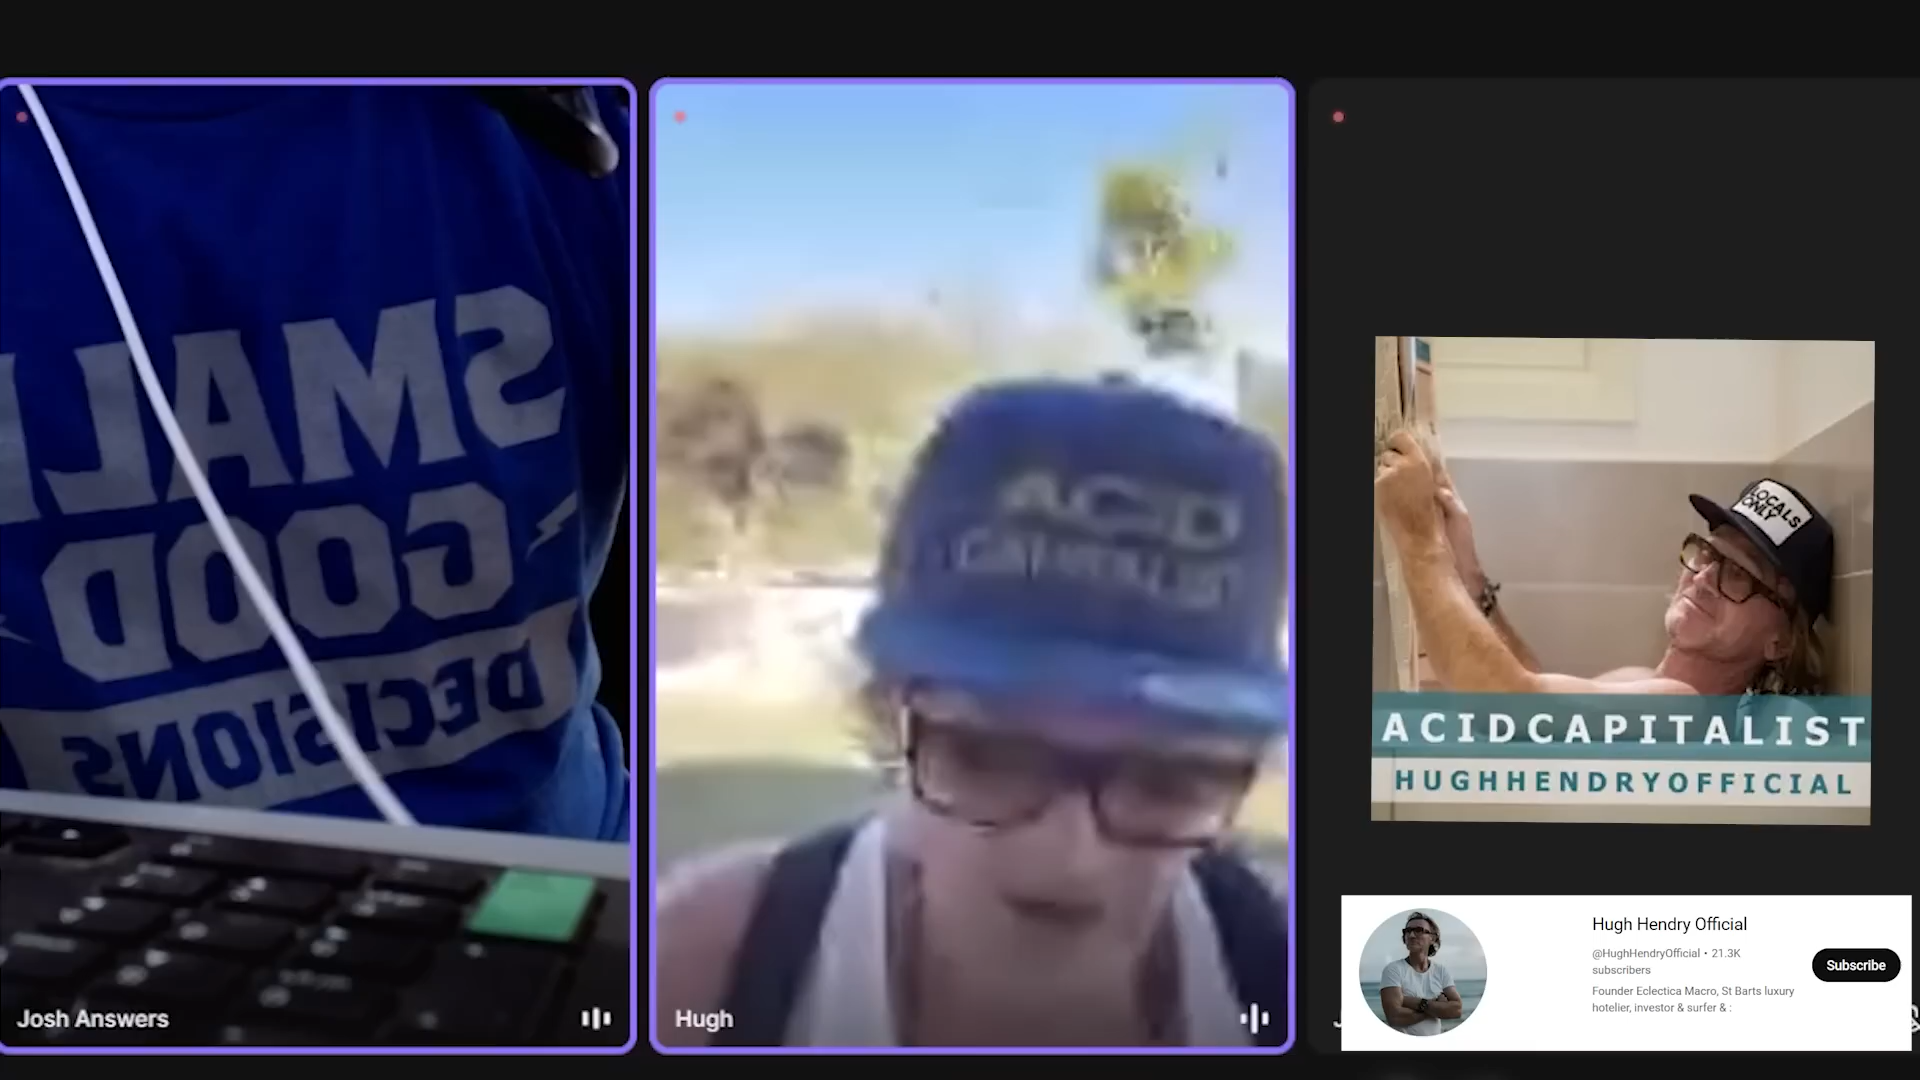 SMALL
GOOD
DECISIONS
Josh Answers
ACID
CAPITALIST
Hugh
LOCALS
ONLY
ACIDCAPITALIST
HUGHHENDRYOFFICIAL
Hugh Hendry Official
@HughHendryOfficial • 21.3K
subscribers
Subscribe
Founder Eclectica Macro, St Barts luxury
hotelier, investor & surfer & :